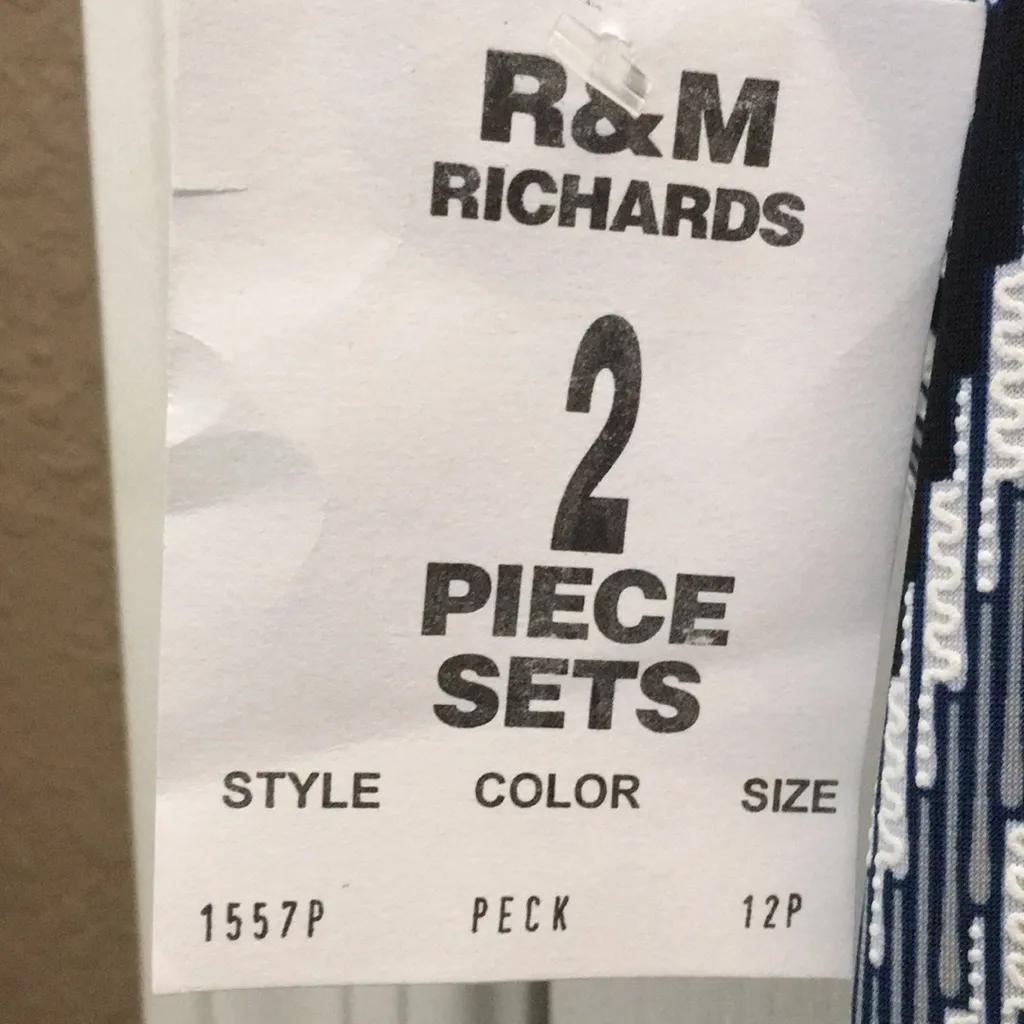 R&M
RICHARDS
2
PIECE
SETS
STYLE COLOR SIZE
1557P PECK 12P